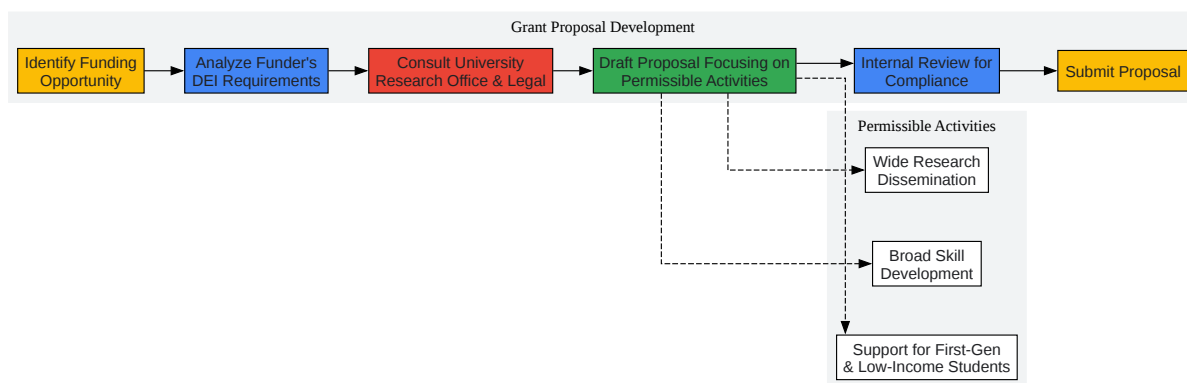 Grant Proposal Development
Identify Funding
Opportunity
Analyze Funder's
DEI Requirements
Consult University
Research Office & Legal
Draft Proposal Focusing on
Permissible Activities
Internal Review for
Compliance
Submit Proposal
Permissible Activities
Wide Research
Dissemination
Broad Skill
Development
Support for First-Gen
& Low-Income Students